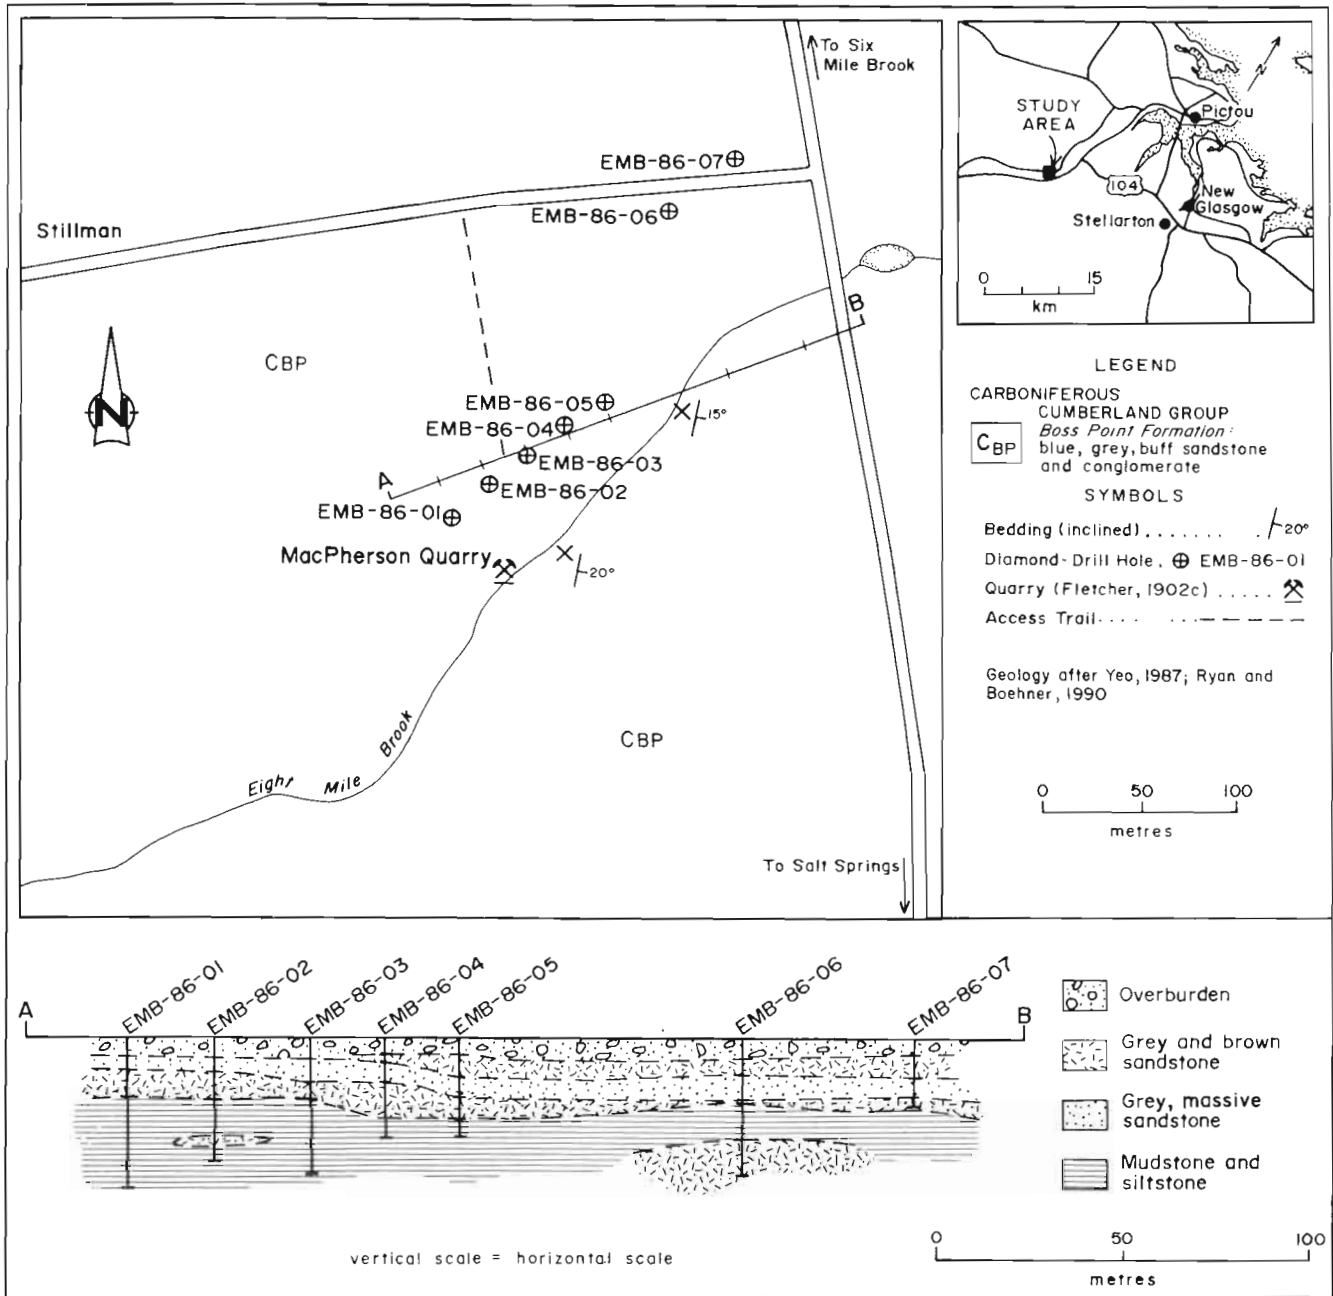 To Six
Mile Brook
EMB-86-07
EMB-86-06
Stillman
B
CBP
N
EMB-86-05
EMB-86-04
15°
EMB-86-03
A
EMB-86-02
EMB-86-01
MacPherson Quarry
20°
Eight Mile Brook
CBP
To Salt Springs
N
STUDY
AREA
Pictou
104
New
Glasgow
Stellarton
0 15
km
LEGEND
CARBONIFEROUS
CUMBERLAND GROUP
CBP
Boss Point Formation:
blue, grey, buff sandstone
and conglomerate
SYMBOLS
Bedding (inclined) ....... . 20°
Diamond-Drill Hole. EMB-86-01
Quarry (Fletcher, 1902c) .....
Access Trail.... ..
Geology after Yeo, 1987; Ryan and
Boehner, 1990
0 50 100
metres
A
EMB-86-01
EMB-86-02
EMB-86-03
EMB-86-04
EMB-86-05
EMB-86-06
EMB-86-07
B
Overburden
Grey and brown
sandstone
Grey, massive
sandstone
Mudstone and
siltstone
vertical scale = horizontal scale
0 50 100
metres